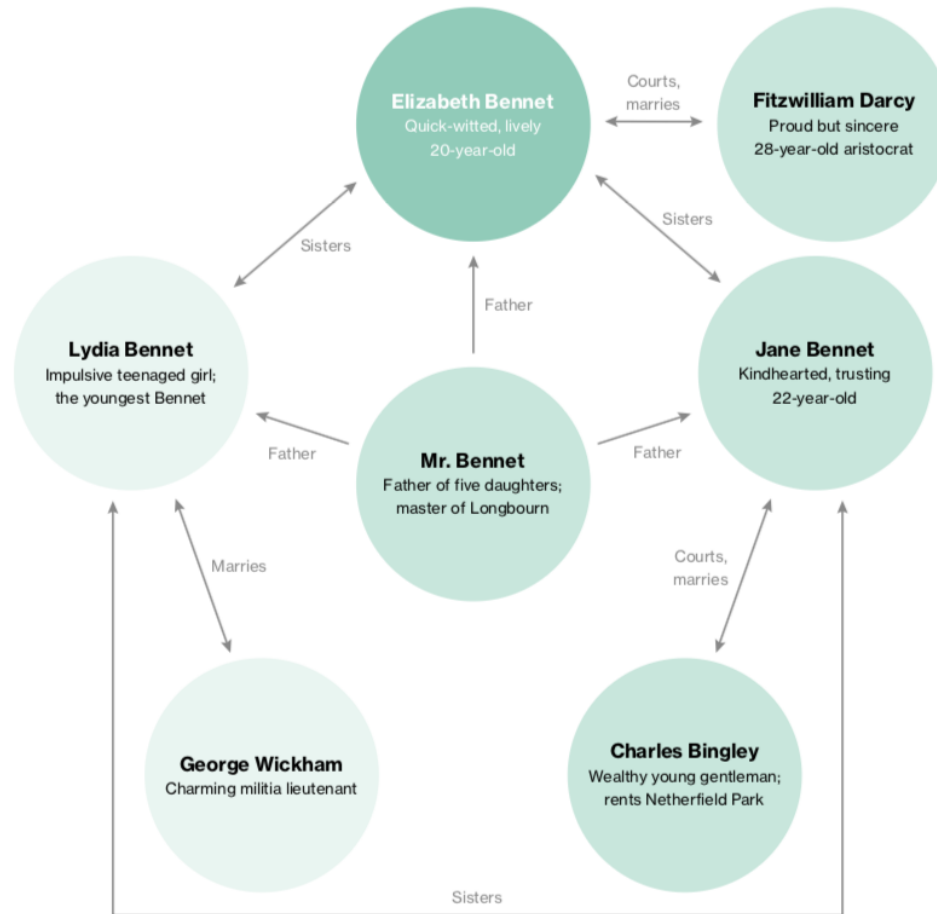 Elizabeth Bennet
Quick-witted, lively
20-year-old
Courts,
marries
Fitzwilliam Darcy
Proud but sincere
28-year-old aristocrat
Sisters
Sisters
Father
Lydia Bennet
Impulsive teenaged girl;
the youngest Bennet
Jane Bennet
Kindhearted, trusting
22-year-old
Father
Mr. Bennet
Father of five daughters;
master of Longbourn
Father
Marries
Courts,
marries
George Wickham
Charming militia lieutenant
Charles Bingley
Wealthy young gentleman;
rents Netherfield Park
Sisters